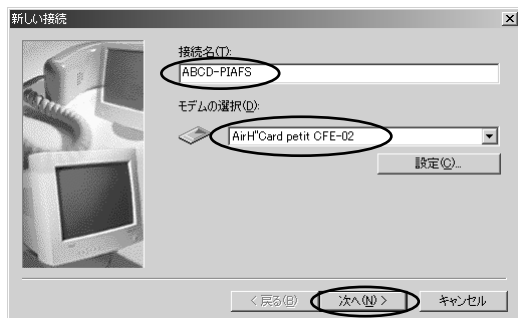 新しい接続
接続名(T):
ABCD-PIAFS
モデムの選択(D):
AirH"Card petit CFE-02
設定(C)...
< 戻る(B)
次へ(N) >
キャンセル